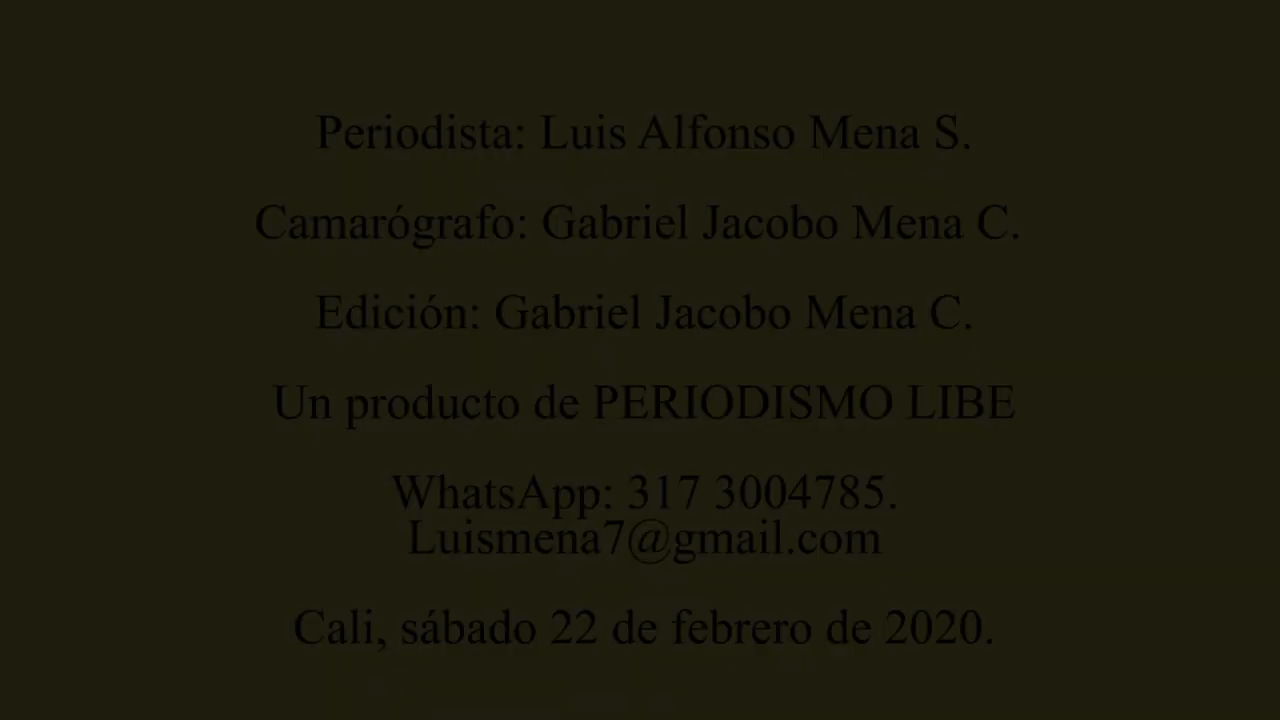 Periodista: Luis Alfonso Mena S.
Camarógrafo: Gabriel Jacobo Mena C.
Edición: Gabriel Jacobo Mena C.
Un producto de PERIODISMO LIBE
WhatsApp: 317 3004785.
Luismena7@gmail.com
Cali, sábado 22 de febrero de 2020.